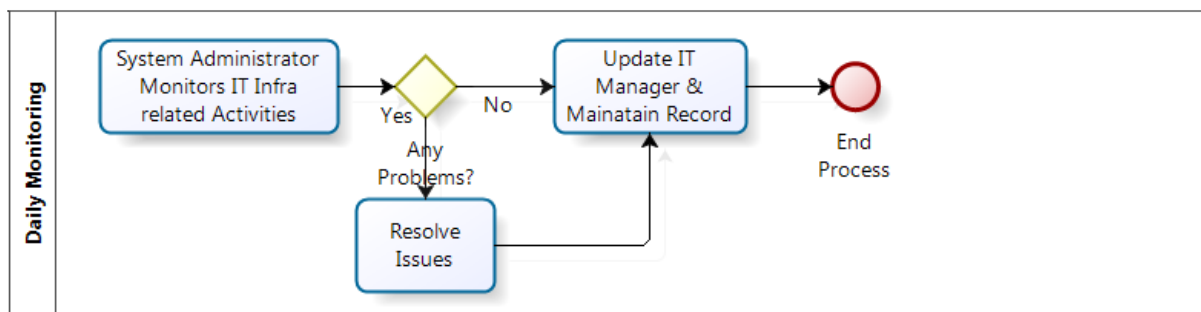 Daily Monitoring
System Administrator
Monitors IT Infra
related Activities
Yes
No
Any
Problems?
Resolve
Issues
Update IT
Manager &
Mainatain Record
End
Process